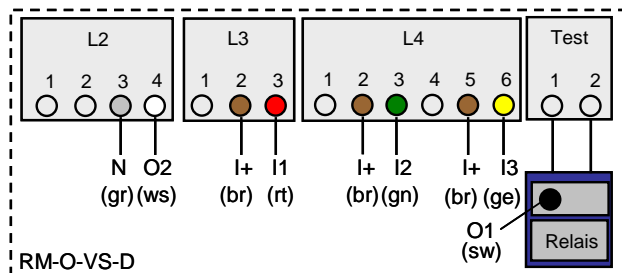 L2 L3 L4 Test
1 2 3 4 1 2 3 1 2 3 4 5 6 1 2
N O2 I+ I1 I+ I2 I+ I3
(gr) (ws) (br) (rt) (br) (gn) (br) (ge)
O1
(sw)
Relais
RM-O-VS-D